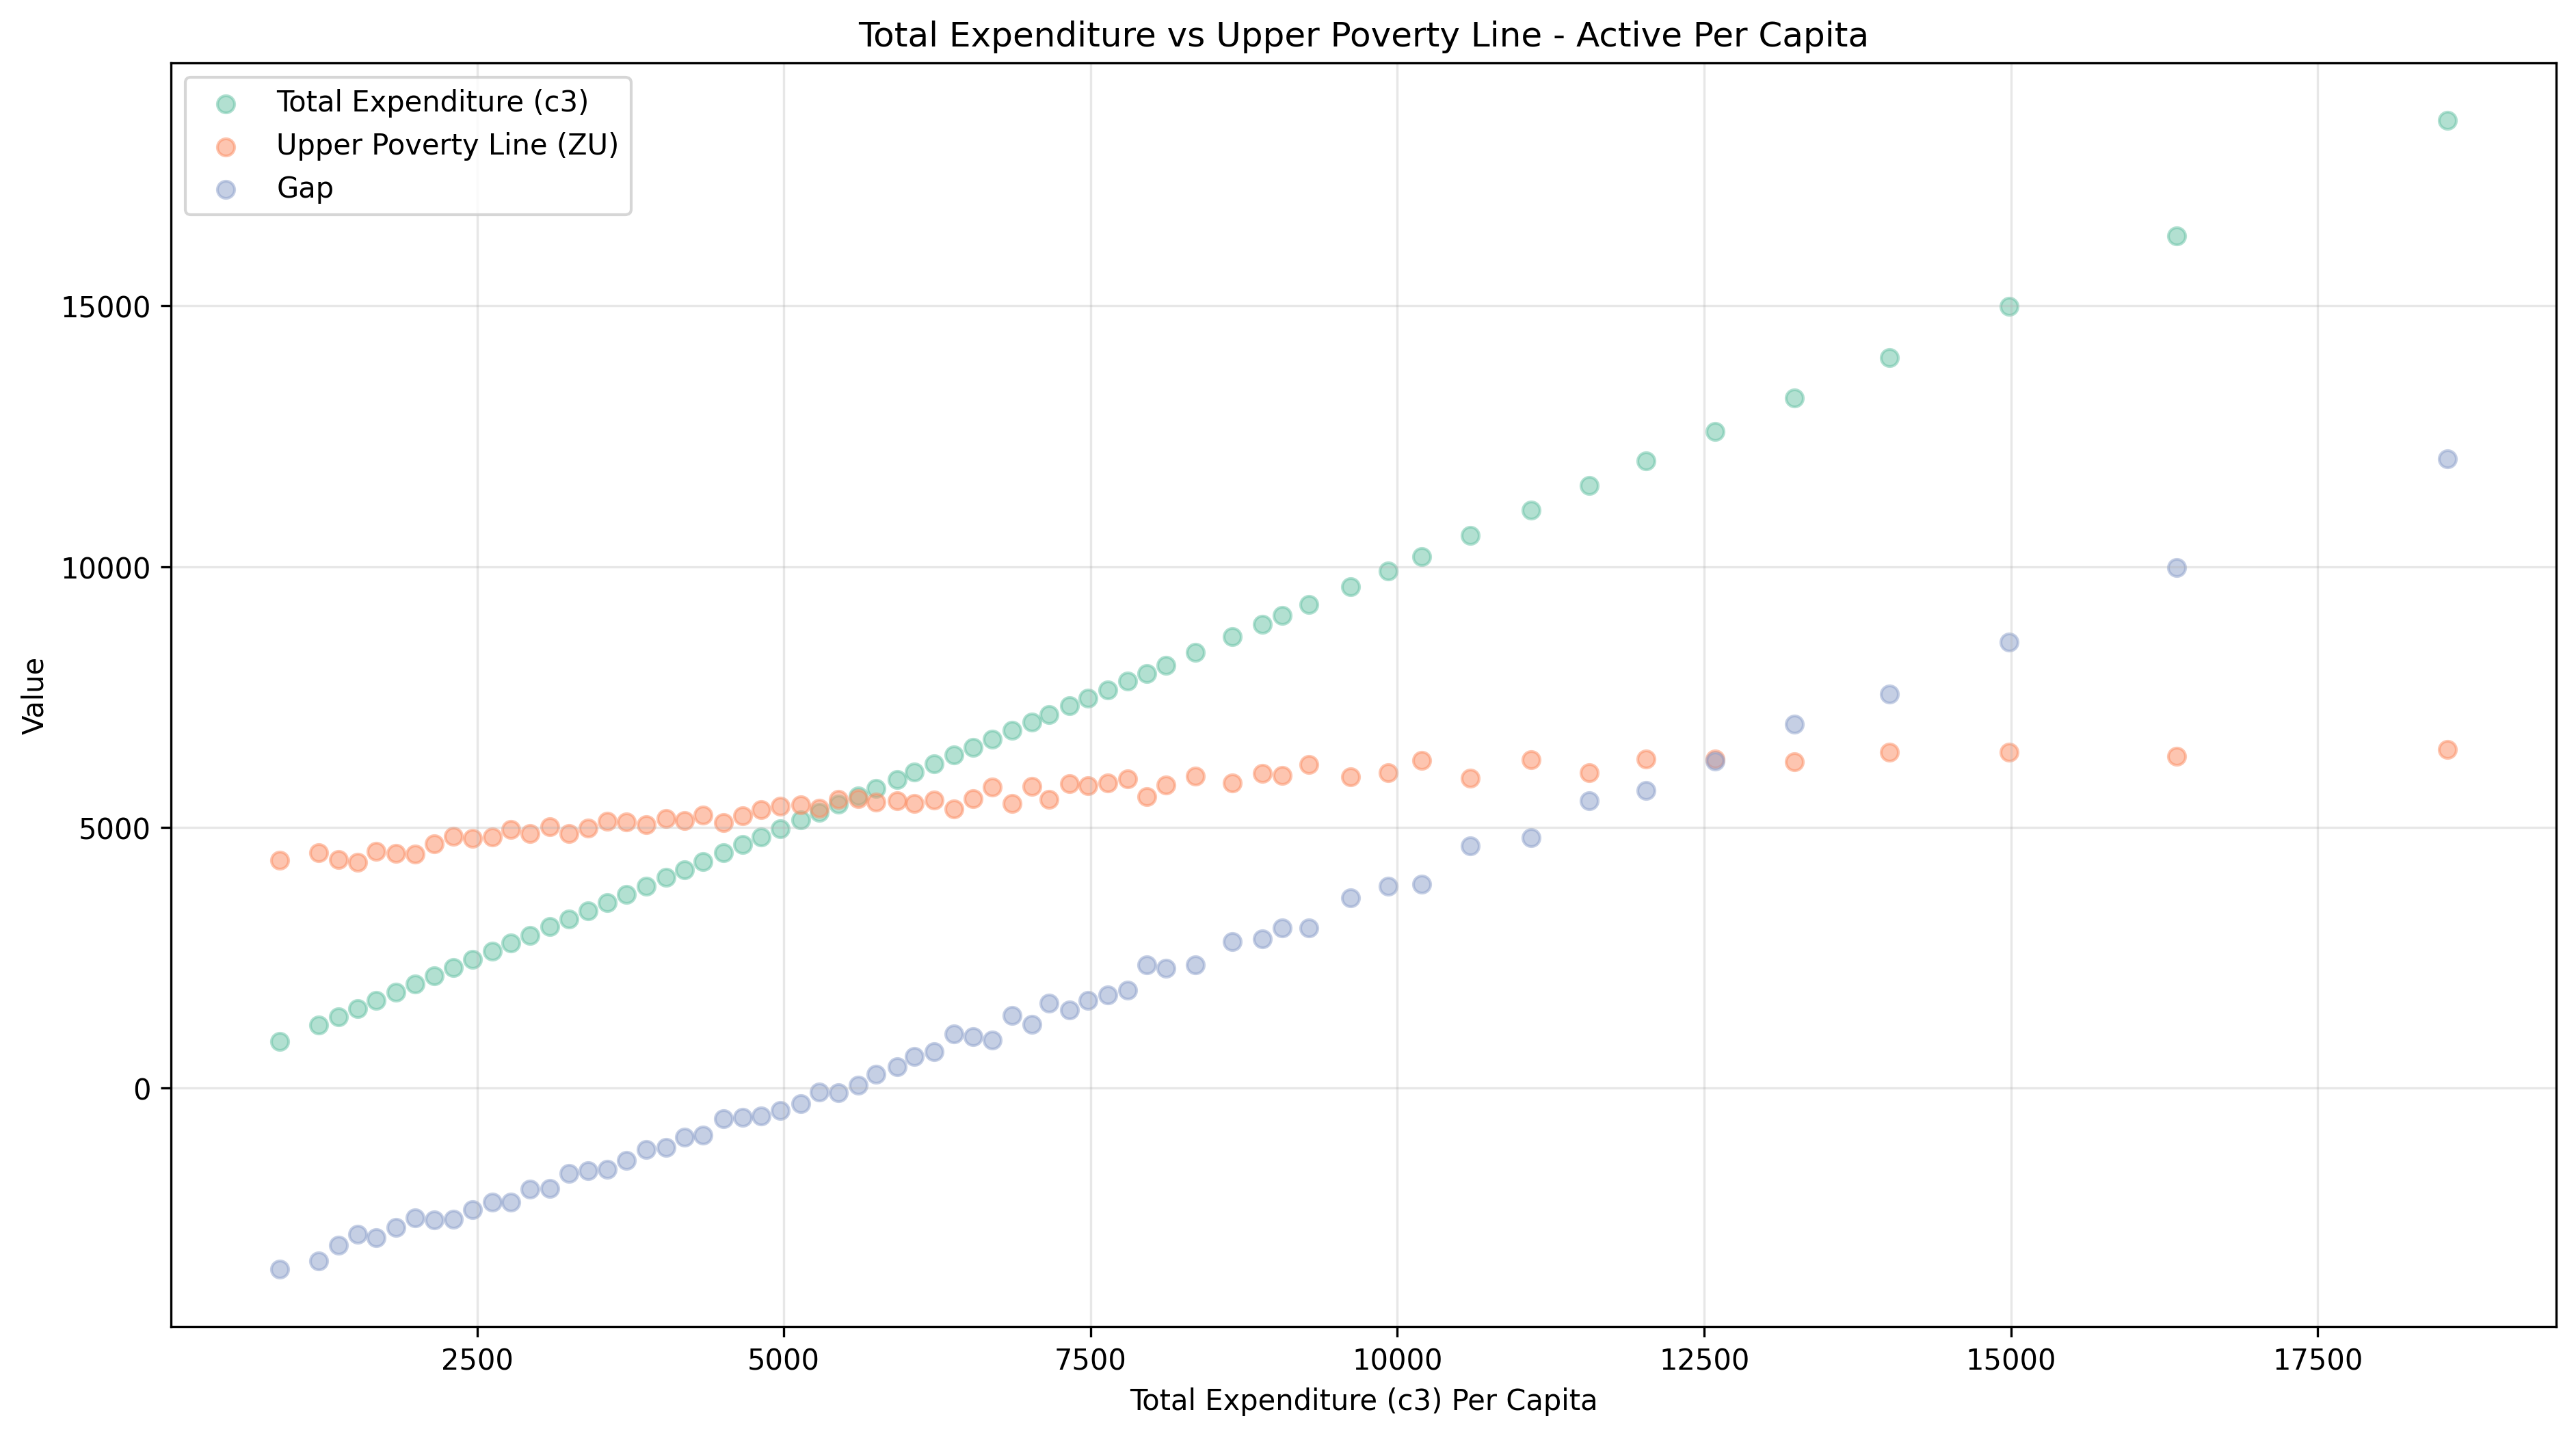 Total Expenditure vs Upper Poverty Line - Active Per Capita
Total Expenditure (c3)
Upper Poverty Line (ZU)
Gap
15000
10000
5000
0
Value
2500 5000 7500 10000 12500 15000 17500
Total Expenditure (c3) Per Capita